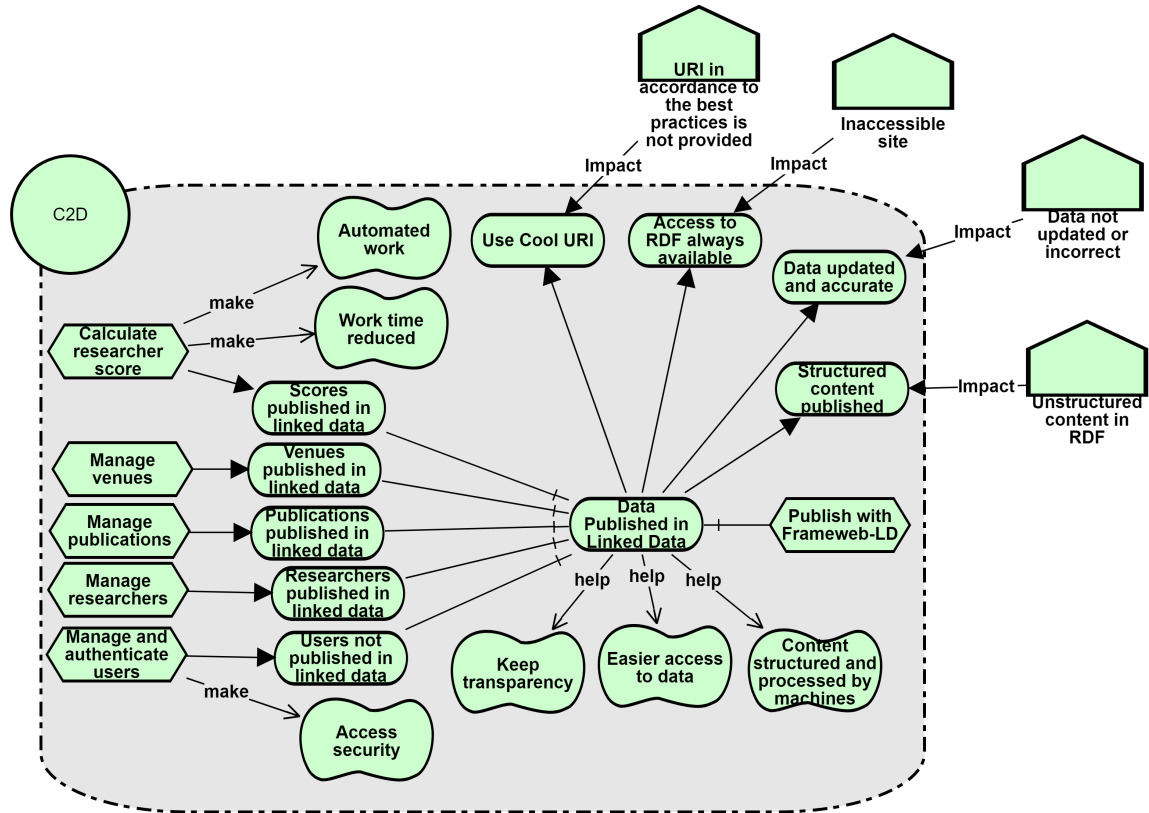 URI in
accordance to
the best
practices is
not provided
Inaccessible
site
Impact
Impact
C2D
Automated
work
Use Cool URI
Access to
RDF always
available
Data not
updated or
incorrect
Impact
Data updated
and accurate
make
Work time
reduced
make
Calculate
researcher
score
Structured
content
published
Impact
Unstructured
content in
RDF
Scores
published in
linked data
Manage
venues
Venues
published in
linked data
Manage
publications
Publications
published in
linked data
Data
Published in
Linked Data
Publish with
Frameweb-LD
Manage
researchers
Researchers
published in
linked data
help
help
help
Manage and
authenticate
users
Users not
published in
linked data
Keep
transparency
Easier access
to data
Content
structured and
processed by
machines
make
Access
security